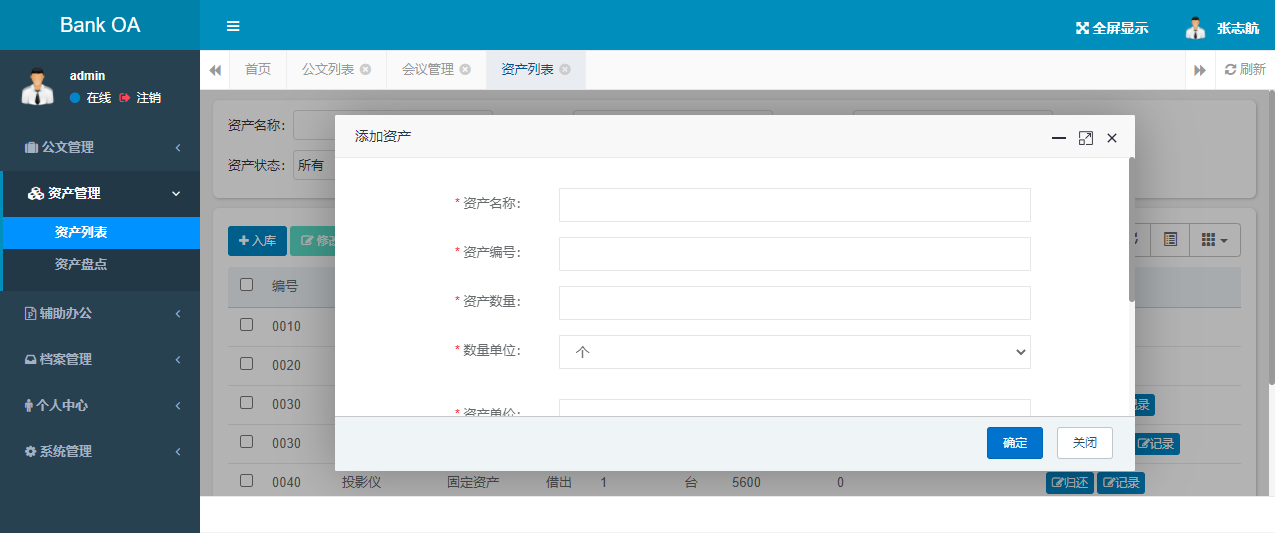 Bank OA
全屏显示 张志航
admin
在线 注销
首页 公文列表 会议管理 资产列表 刷新
公文管理
资产管理
资产列表
资产盘点
辅助办公
档案管理
个人中心
系统管理
资产名称：
资产状态： 所有
入库 修改
编号
0010
0020
0030
0030 记录
0040 投影仪 固定资产 借出 1 台 5600 0 归还 记录
添加资产
* 资产名称：
* 资产编号：
* 资产数量：
* 数量单位： 个
* 资产单价：
确定 关闭